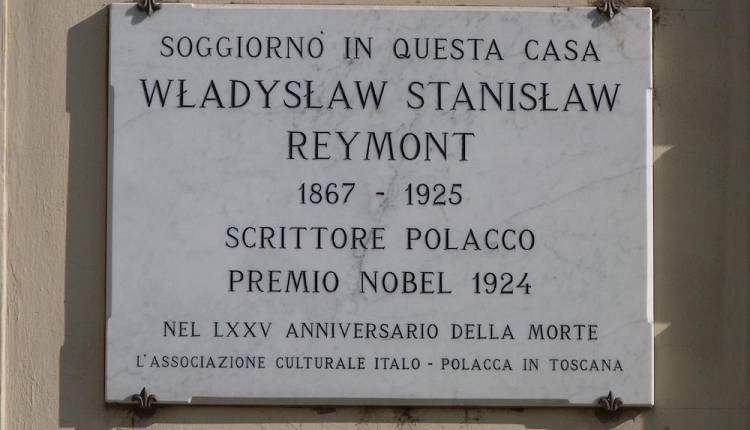 SOGGIORNO' IN QUESTA CASA
WŁADYSŁAW STANISŁAW
REYMONT
1867 - 1925
SCRITTORE POLACCO
PREMIO NOBEL 1924
NEL LXXV ANNIVERSARIO DELLA MORTE
L'ASSOCIAZIONE CULTURALE ITALO - POLACCA IN TOSCANA